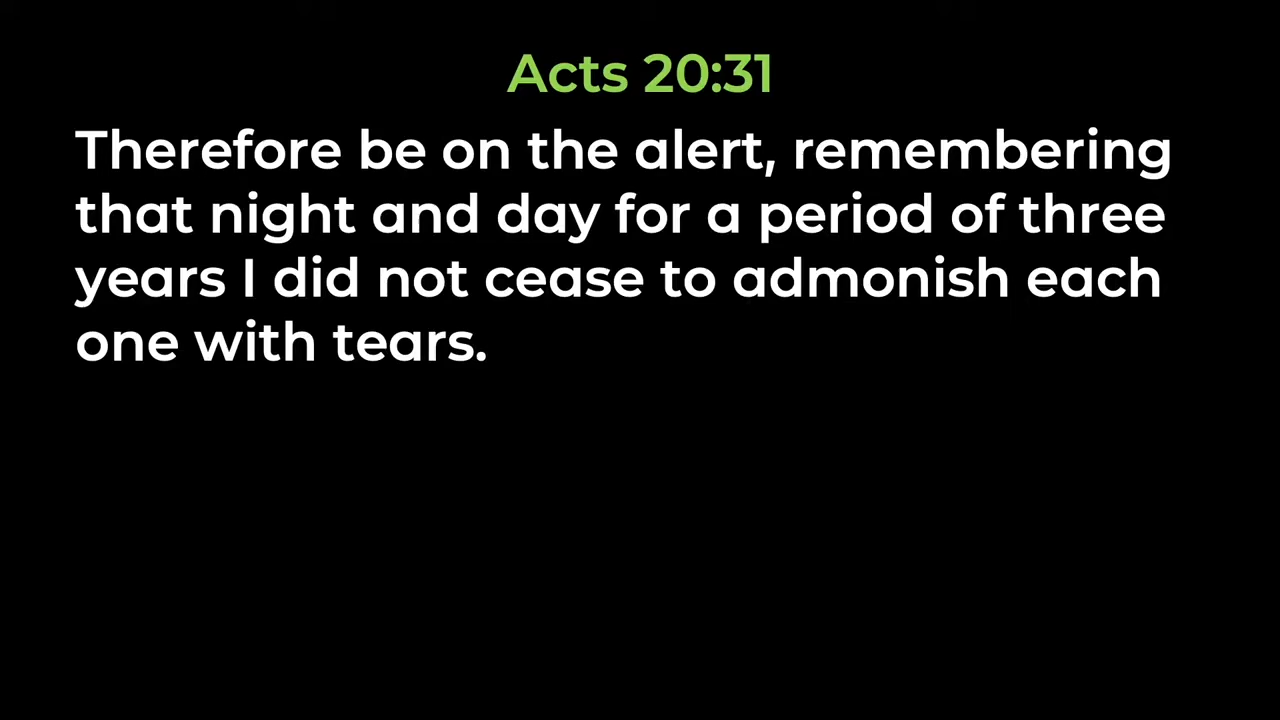 Acts 20:31
Therefore be on the alert, remembering
that night and day for a period of three
years I did not cease to admonish each
one with tears.